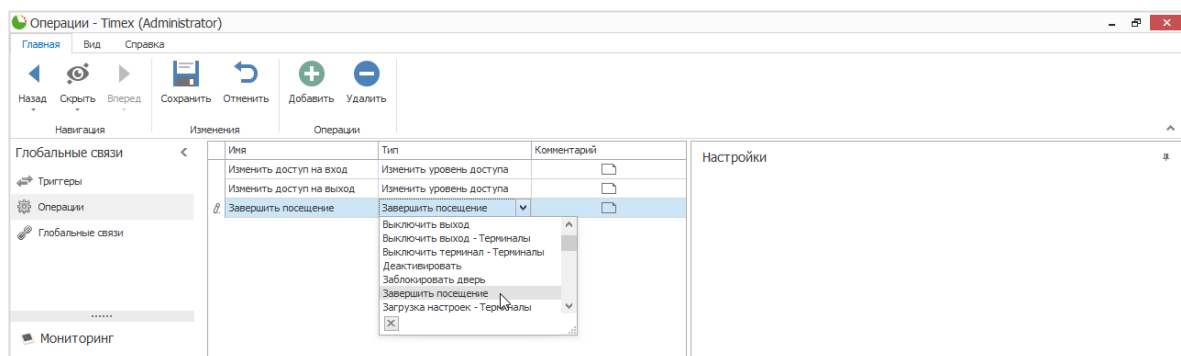 Операции - Timex (Administrator)
Главная Вид Справка
Назад Скрыть Вперед Сохранить Отменить Добавить Удалить
Навигация Изменения Операции
Глобальные связи
Триггеры
Операции
Глобальные связи
Мониторинг
Имя Тип Комментарий
Изменить доступ на вход Изменить уровень доступа
Изменить доступ на выход Изменить уровень доступа
Завершить посещение Завершить посещение
Выключить выход
Выключить выход - Терминалы
Выключить терминал - Терминалы
Деактивировать
Заблокировать дверь
Завершить посещение
Загрузка настроек - Терминалы
Настройки